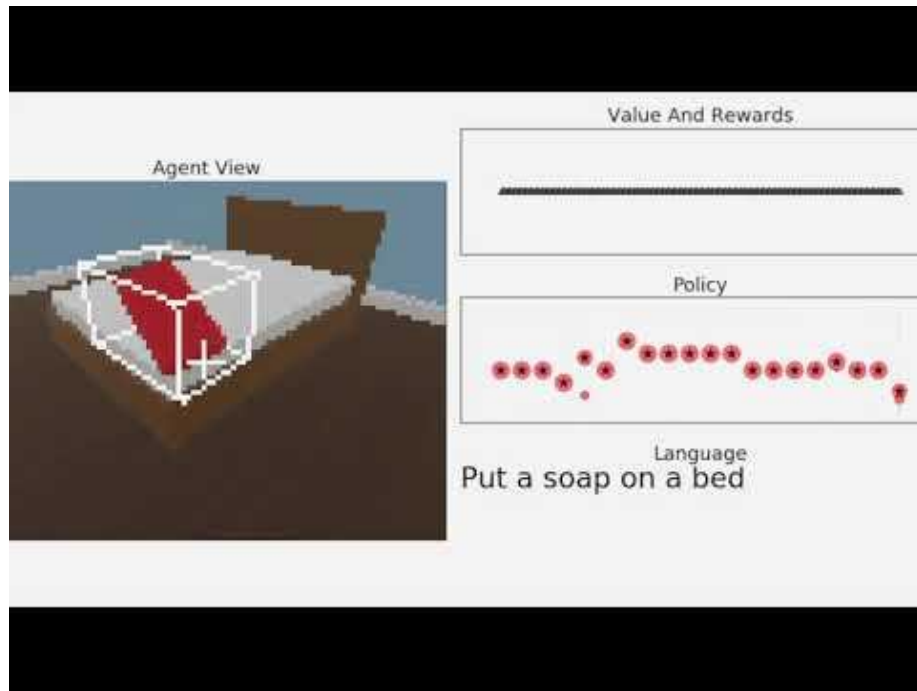 Value And Rewards
Agent View
Policy
Language
Put a soap on a bed